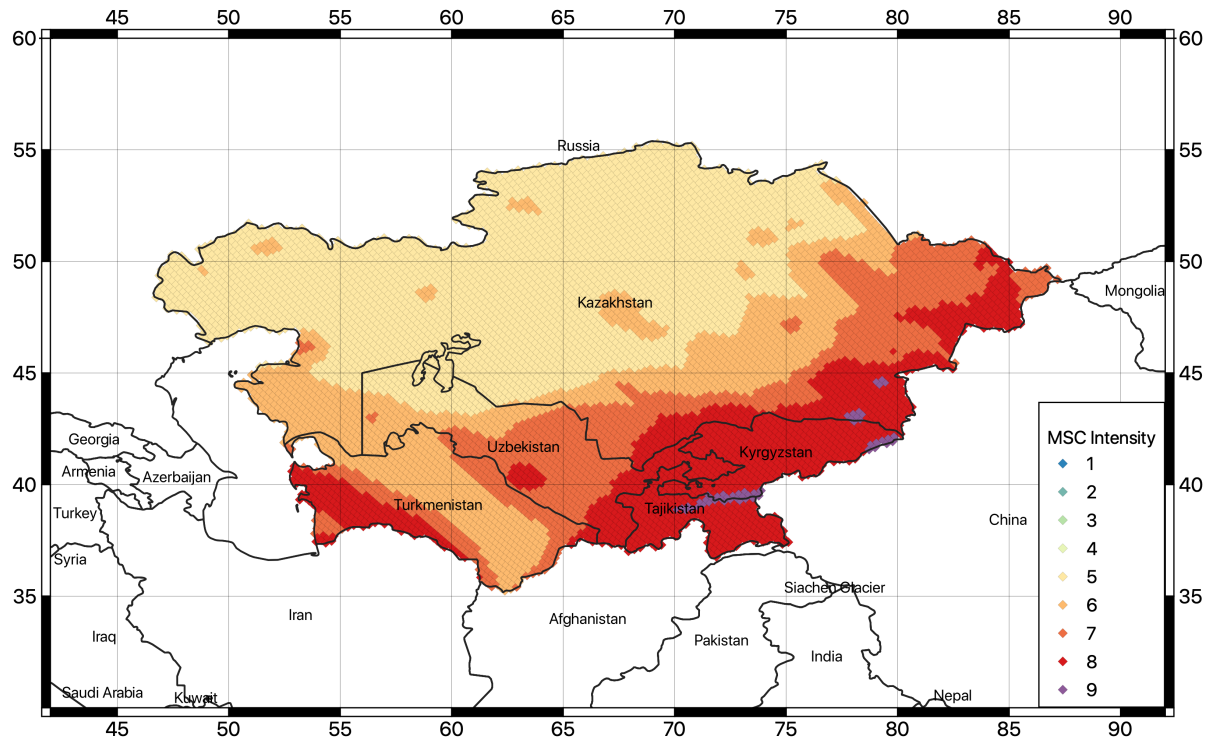 45 50 55 60 65 70 75 80 85 90
60 60
55 55
Russia
50 50
Mongolia
Kazakhstan
45 45
MSC Intensity
Georgia
Uzbekistan
Kyrgyzstan
Armenia
Azerbaijan
1
40 40
2
Turkmenistan
Tajikistan
Turkey
China
3
Syria
4
5
Siachen Glacier
35 35
6
Iran
Afghanistan
7
Iraq
Pakistan
India
8
9
Saudi Arabia
Kuwait
Nepal
45 50 55 60 65 70 75 80 85 90